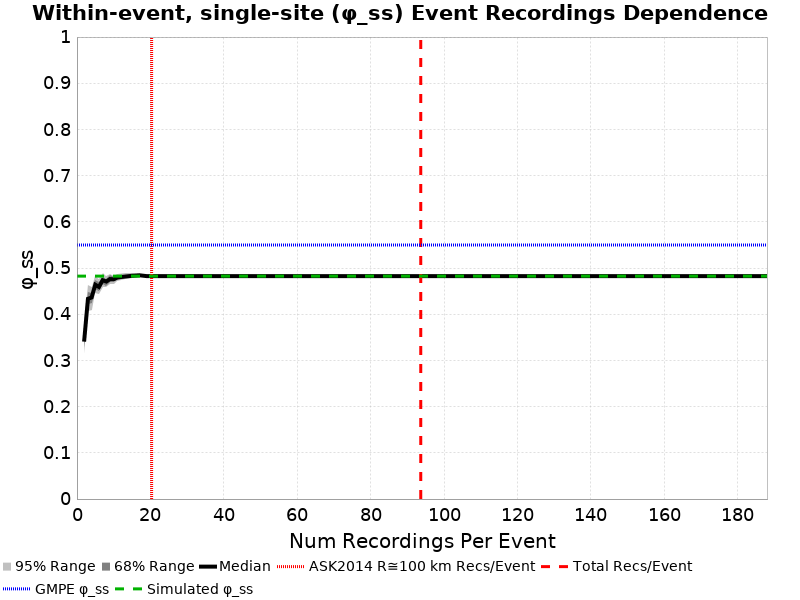 Within-event, single-site (φ_ss) Event Recordings Dependence
1
0.9
0.8
0.7
0.6
0.5
0.4
0.3
0.2
0.1
0
φ_ss
0 20 40 60 80 100 120 140 160 180
Num Recordings Per Event
95% Range 68% Range Median ASK2014 R≅100 km Recs/Event Total Recs/Event
GMPE φ_ss Simulated φ_ss